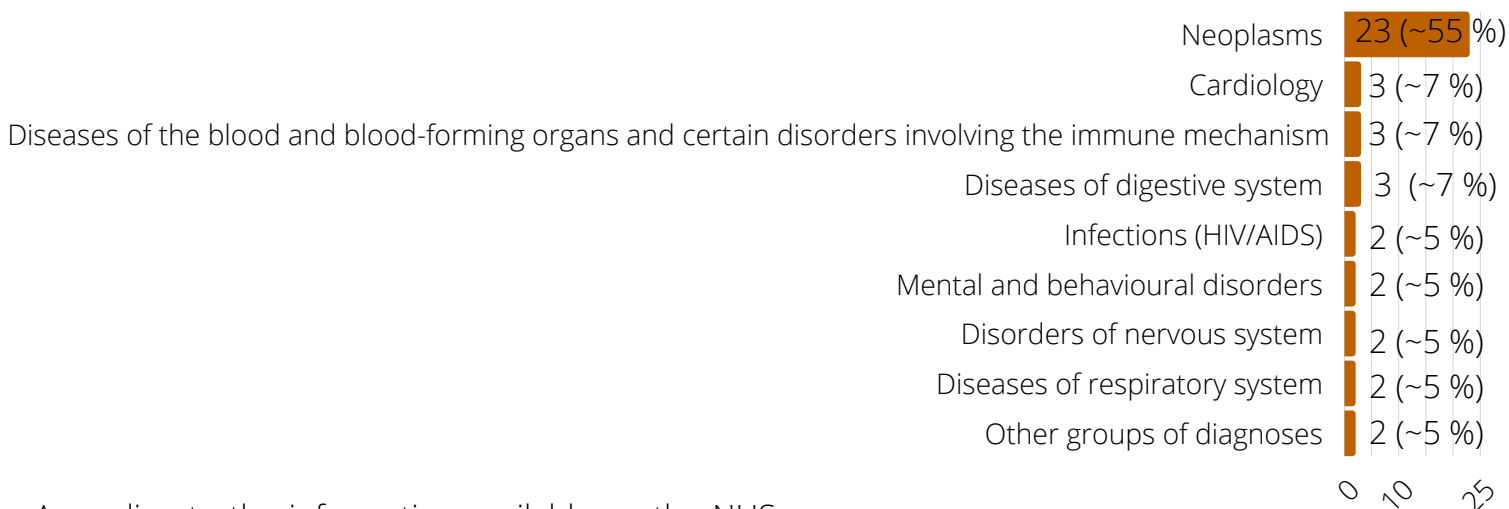 Neoplasms 23 (~55 %)
Cardiology 3 (~7 %)
Diseases of the blood and blood-forming organs and certain disorders involving the immune mechanism 3 (~7 %)
Diseases of digestive system 3 (~7 %)
Infections (HIV/AIDS) 2 (~5 %)
Mental and behavioural disorders 2 (~5 %)
Disorders of nervous system 2 (~5 %)
Diseases of respiratory system 2 (~5 %)
Other groups of diagnoses 2 (~5 %)
0 10 25